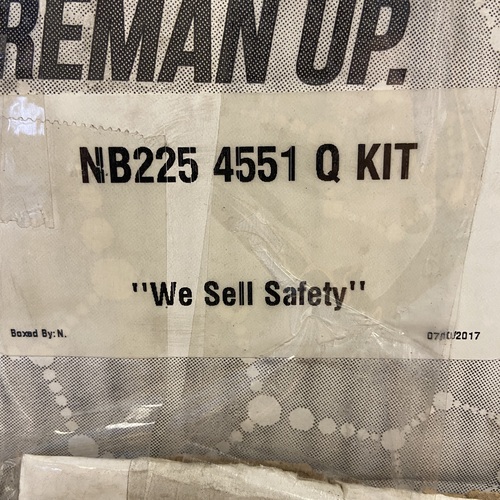 REMAN UP.
NB225 4551 Q KIT
"We Sell Safety"
Boxed By: N.